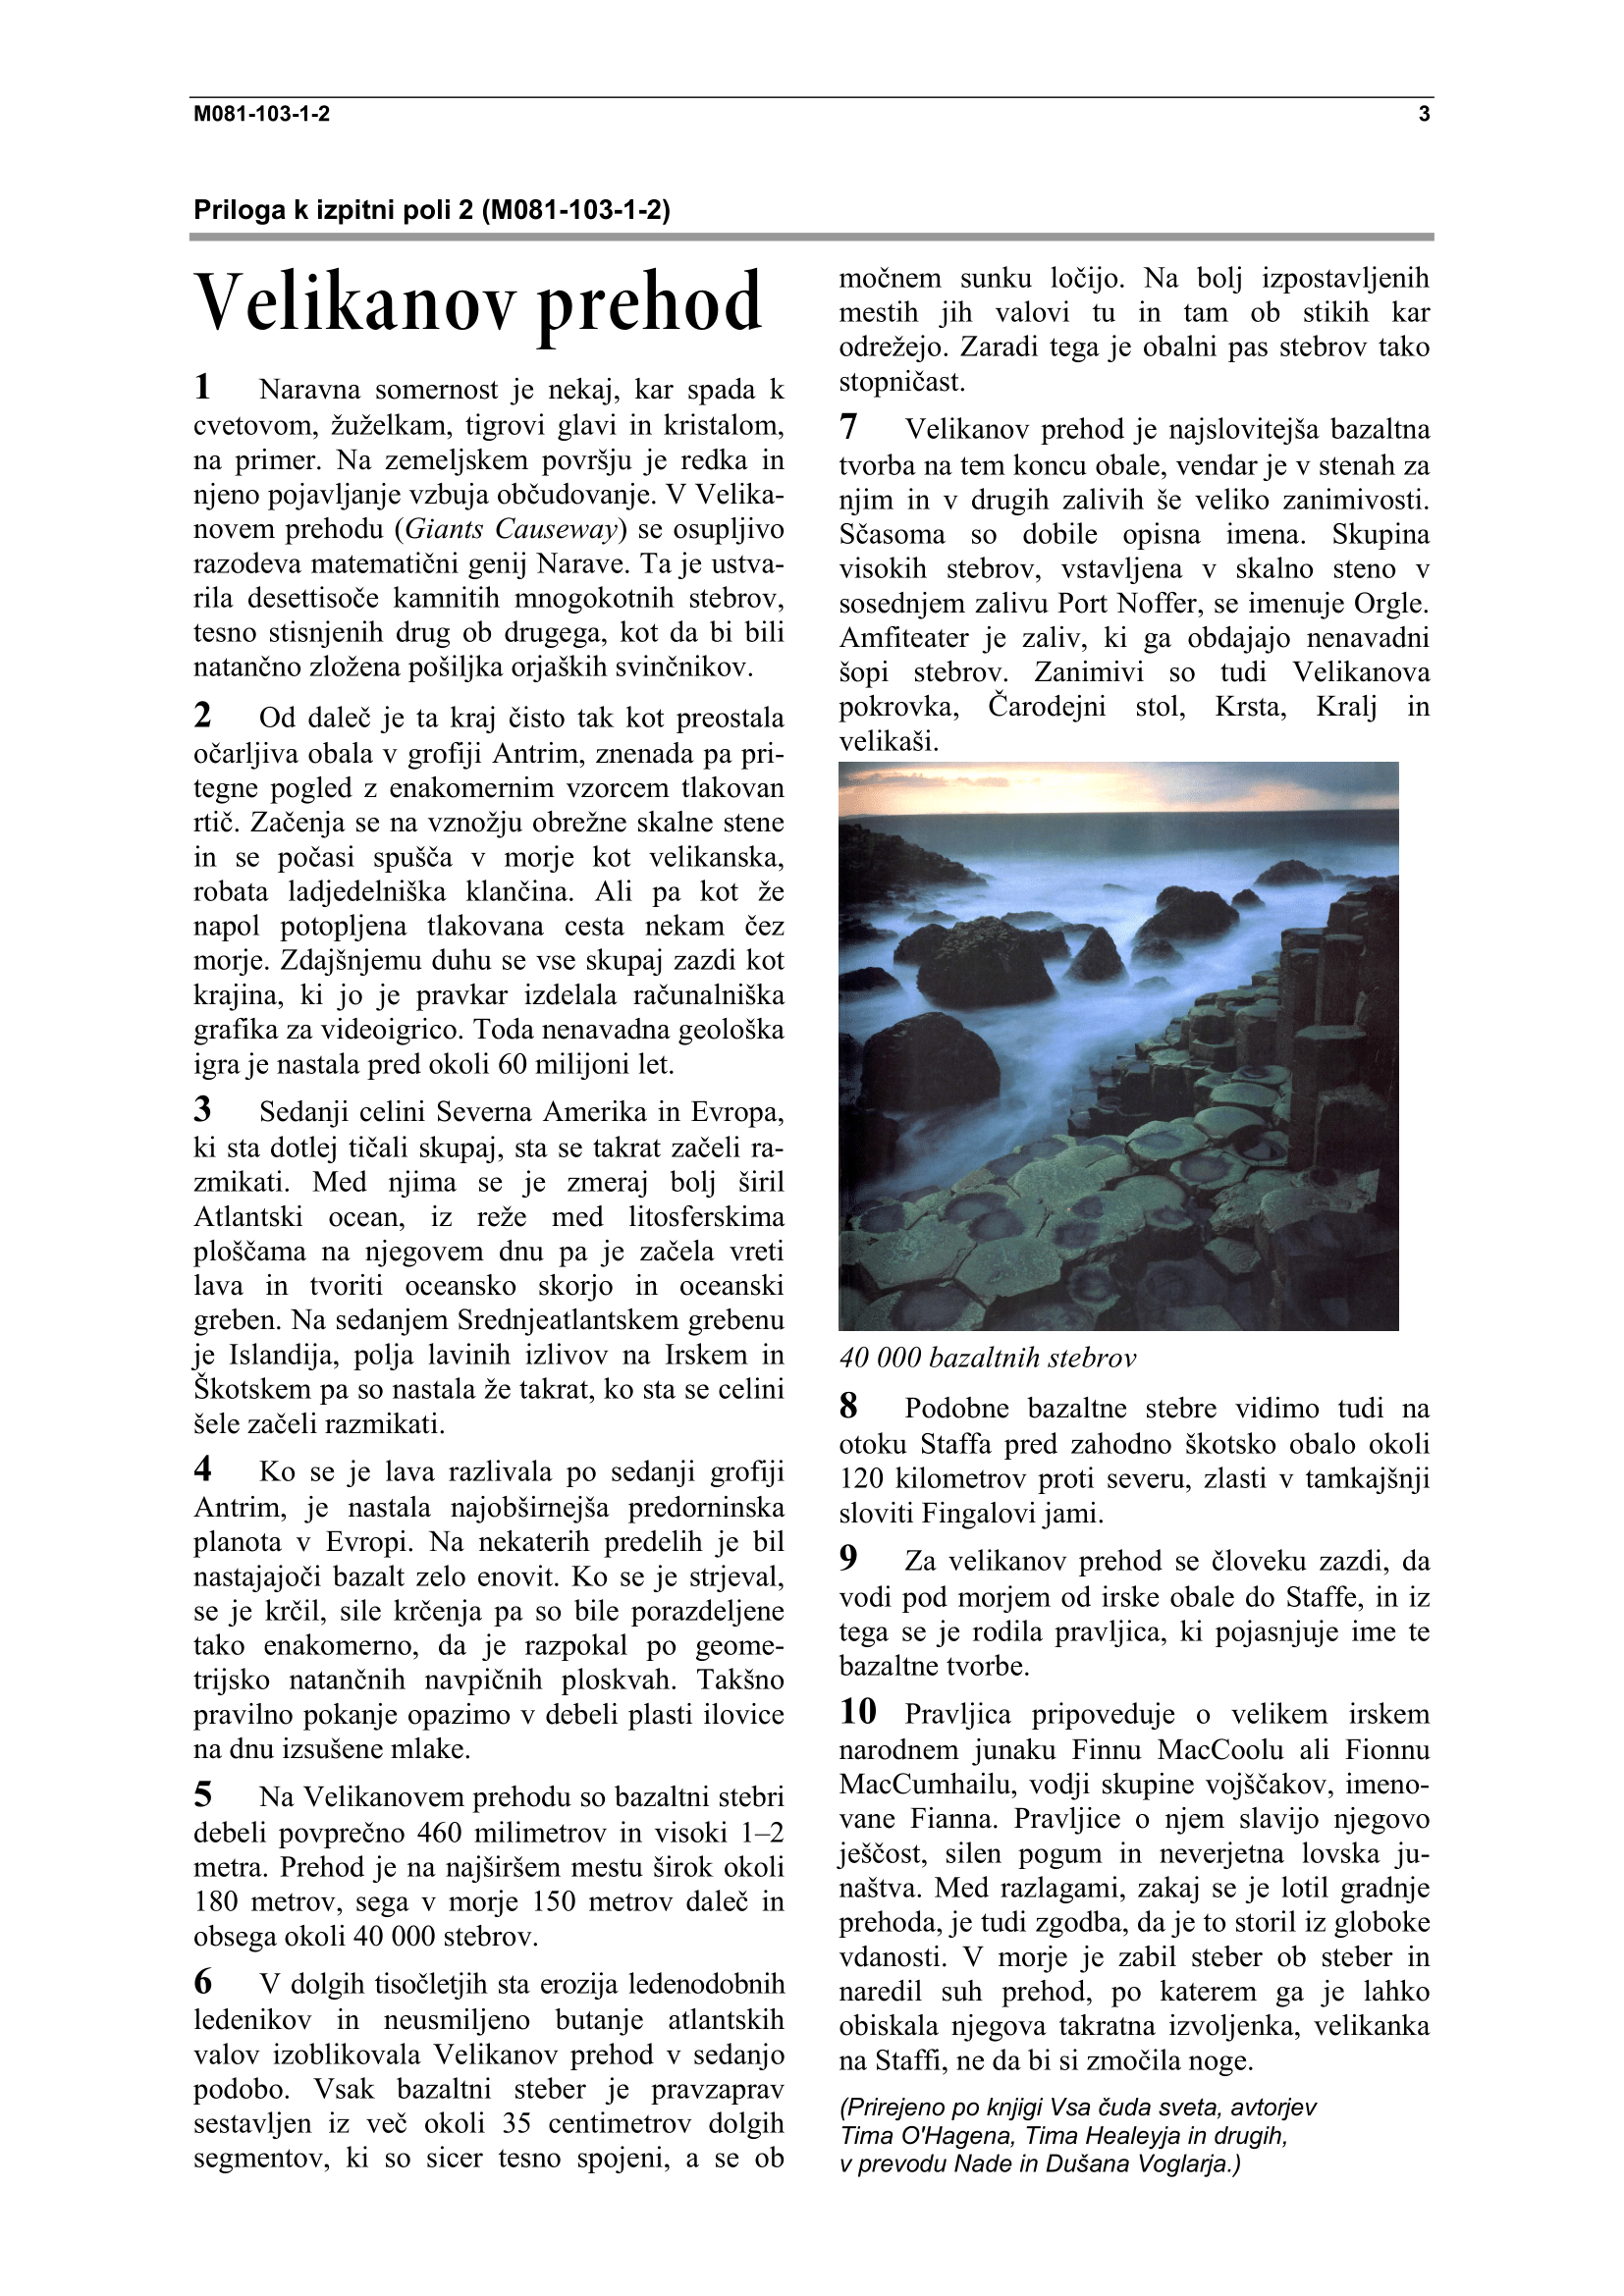 M081-103-1-2 3
Priloga k izpitni poli 2 (M081-103-1-2)
Velikanov prehod
1 Naravna somernost je nekaj, kar spada k
cvetovom, žuželkam, tigrovi glavi in kristalom,
na primer. Na zemeljskem površju je redka in
njeno pojavljanje vzbuja občudovanje. V Velika-
novem prehodu (Giants Causeway) se osupljivo
razodeva matematični genij Narave. Ta je ustva-
rila desettisoče kamnitih mnogokotnih stebrov,
tesno stisnjenih drug ob drugega, kot da bi bili
natančno zložena pošiljka orjaških svinčnikov.
2 Od daleč je ta kraj čisto tak kot preostala
očarljiva obala v grofiji Antrim, znenada pa pri-
tegne pogled z enakomernim vzorcem tlakovan
rtič. Začenja se na vznožju obrežne skalne stene
in se počasi spušča v morje kot velikanska,
robata ladjedelniška klančina. Ali pa kot že
napol potopljena tlakovana cesta nekam čez
morje. Zdajšnjemu duhu se vse skupaj zazdi kot
krajina, ki jo je pravkar izdelala računalniška
grafika za videoigrico. Toda nenavadna geološka
igra je nastala pred okoli 60 milijoni let.
3 Sedanji celini Severna Amerika in Evropa,
ki sta dotlej tičali skupaj, sta se takrat začeli ra-
zmikati. Med njima se je zmeraj bolj širil
Atlantski ocean, iz reže med litosferskima
ploščama na njegovem dnu pa je začela vreti
lava in tvoriti oceansko skorjo in oceanski
greben. Na sedanjem Srednjeatlantskem grebenu
je Islandija, polja lavinih izlivov na Irskem in
Škotskem pa so nastala že takrat, ko sta se celini
šele začeli razmikati.
4 Ko se je lava razlivala po sedanji grofiji
Antrim, je nastala najobširnejša predorninska
planota v Evropi. Na nekaterih predelih je bil
nastajajoči bazalt zelo enovit. Ko se je strjeval,
se je krčil, sile krčenja pa so bile porazdeljene
tako enakomerno, da je razpokal po geome-
trijsko natančnih navpičnih ploskvah. Takšno
pravilno pokanje opazimo v debeli plasti ilovice
na dnu izsušene mlake.
5 Na Velikanovem prehodu so bazaltni stebri
debeli povprečno 460 milimetrov in visoki 1–2
metra. Prehod je na najširšem mestu širok okoli
180 metrov, sega v morje 150 metrov daleč in
obsega okoli 40 000 stebrov.
6 V dolgih tisočletjih sta erozija ledenodobnih
ledenikov in neusmiljeno butanje atlantskih
valov izoblikovala Velikanov prehod v sedanjo
podobo. Vsak bazaltni steber je pravzaprav
sestavljen iz več okoli 35 centimetrov dolgih
segmentov, ki so sicer tesno spojeni, a se ob
močnem sunku ločijo. Na bolj izpostavljenih
mestih jih valovi tu in tam ob stikih kar
odrežejo. Zaradi tega je obalni pas stebrov tako
stopničast.
7 Velikanov prehod je najslovitejša bazaltna
tvorba na tem koncu obale, vendar je v stenah za
njim in v drugih zalivih še veliko zanimivosti.
Sčasoma so dobile opisna imena. Skupina
visokih stebrov, vstavljena v skalno steno v
sosednjem zalivu Port Noffer, se imenuje Orgle.
Amfiteater je zaliv, ki ga obdajajo nenavadni
šopi stebrov. Zanimivi so tudi Velikanova
pokrovka, Čarodejni stol, Krsta, Kralj in
velikaši.
40 000 bazaltnih stebrov
8 Podobne bazaltne stebre vidimo tudi na
otoku Staffa pred zahodno škotsko obalo okoli
120 kilometrov proti severu, zlasti v tamkajšnji
sloviti Fingalovi jami.
9 Za velikanov prehod se človeku zazdi, da
vodi pod morjem od irske obale do Staffe, in iz
tega se je rodila pravljica, ki pojasnjuje ime te
bazaltne tvorbe.
10 Pravljica pripoveduje o velikem irskem
narodnem junaku Finnu MacCoolu ali Fionnu
MacCumhailu, vodji skupine vojščakov, imeno-
vane Fianna. Pravljice o njem slavijo njegovo
ješčost, silen pogum in neverjetna lovska ju-
naštva. Med razlagami, zakaj se je lotil gradnje
prehoda, je tudi zgodba, da je to storil iz globoke
vdanosti. V morje je zabil steber ob steber in
naredil suh prehod, po katerem ga je lahko
obiskala njegova takratna izvoljenka, velikanka
na Staffi, ne da bi si zmočila noge.
(Prirejeno po knjigi Vsa čuda sveta, avtorjev
Tima O'Hagena, Tima Healeyja in drugih,
v prevodu Nade in Dušana Voglarja.)